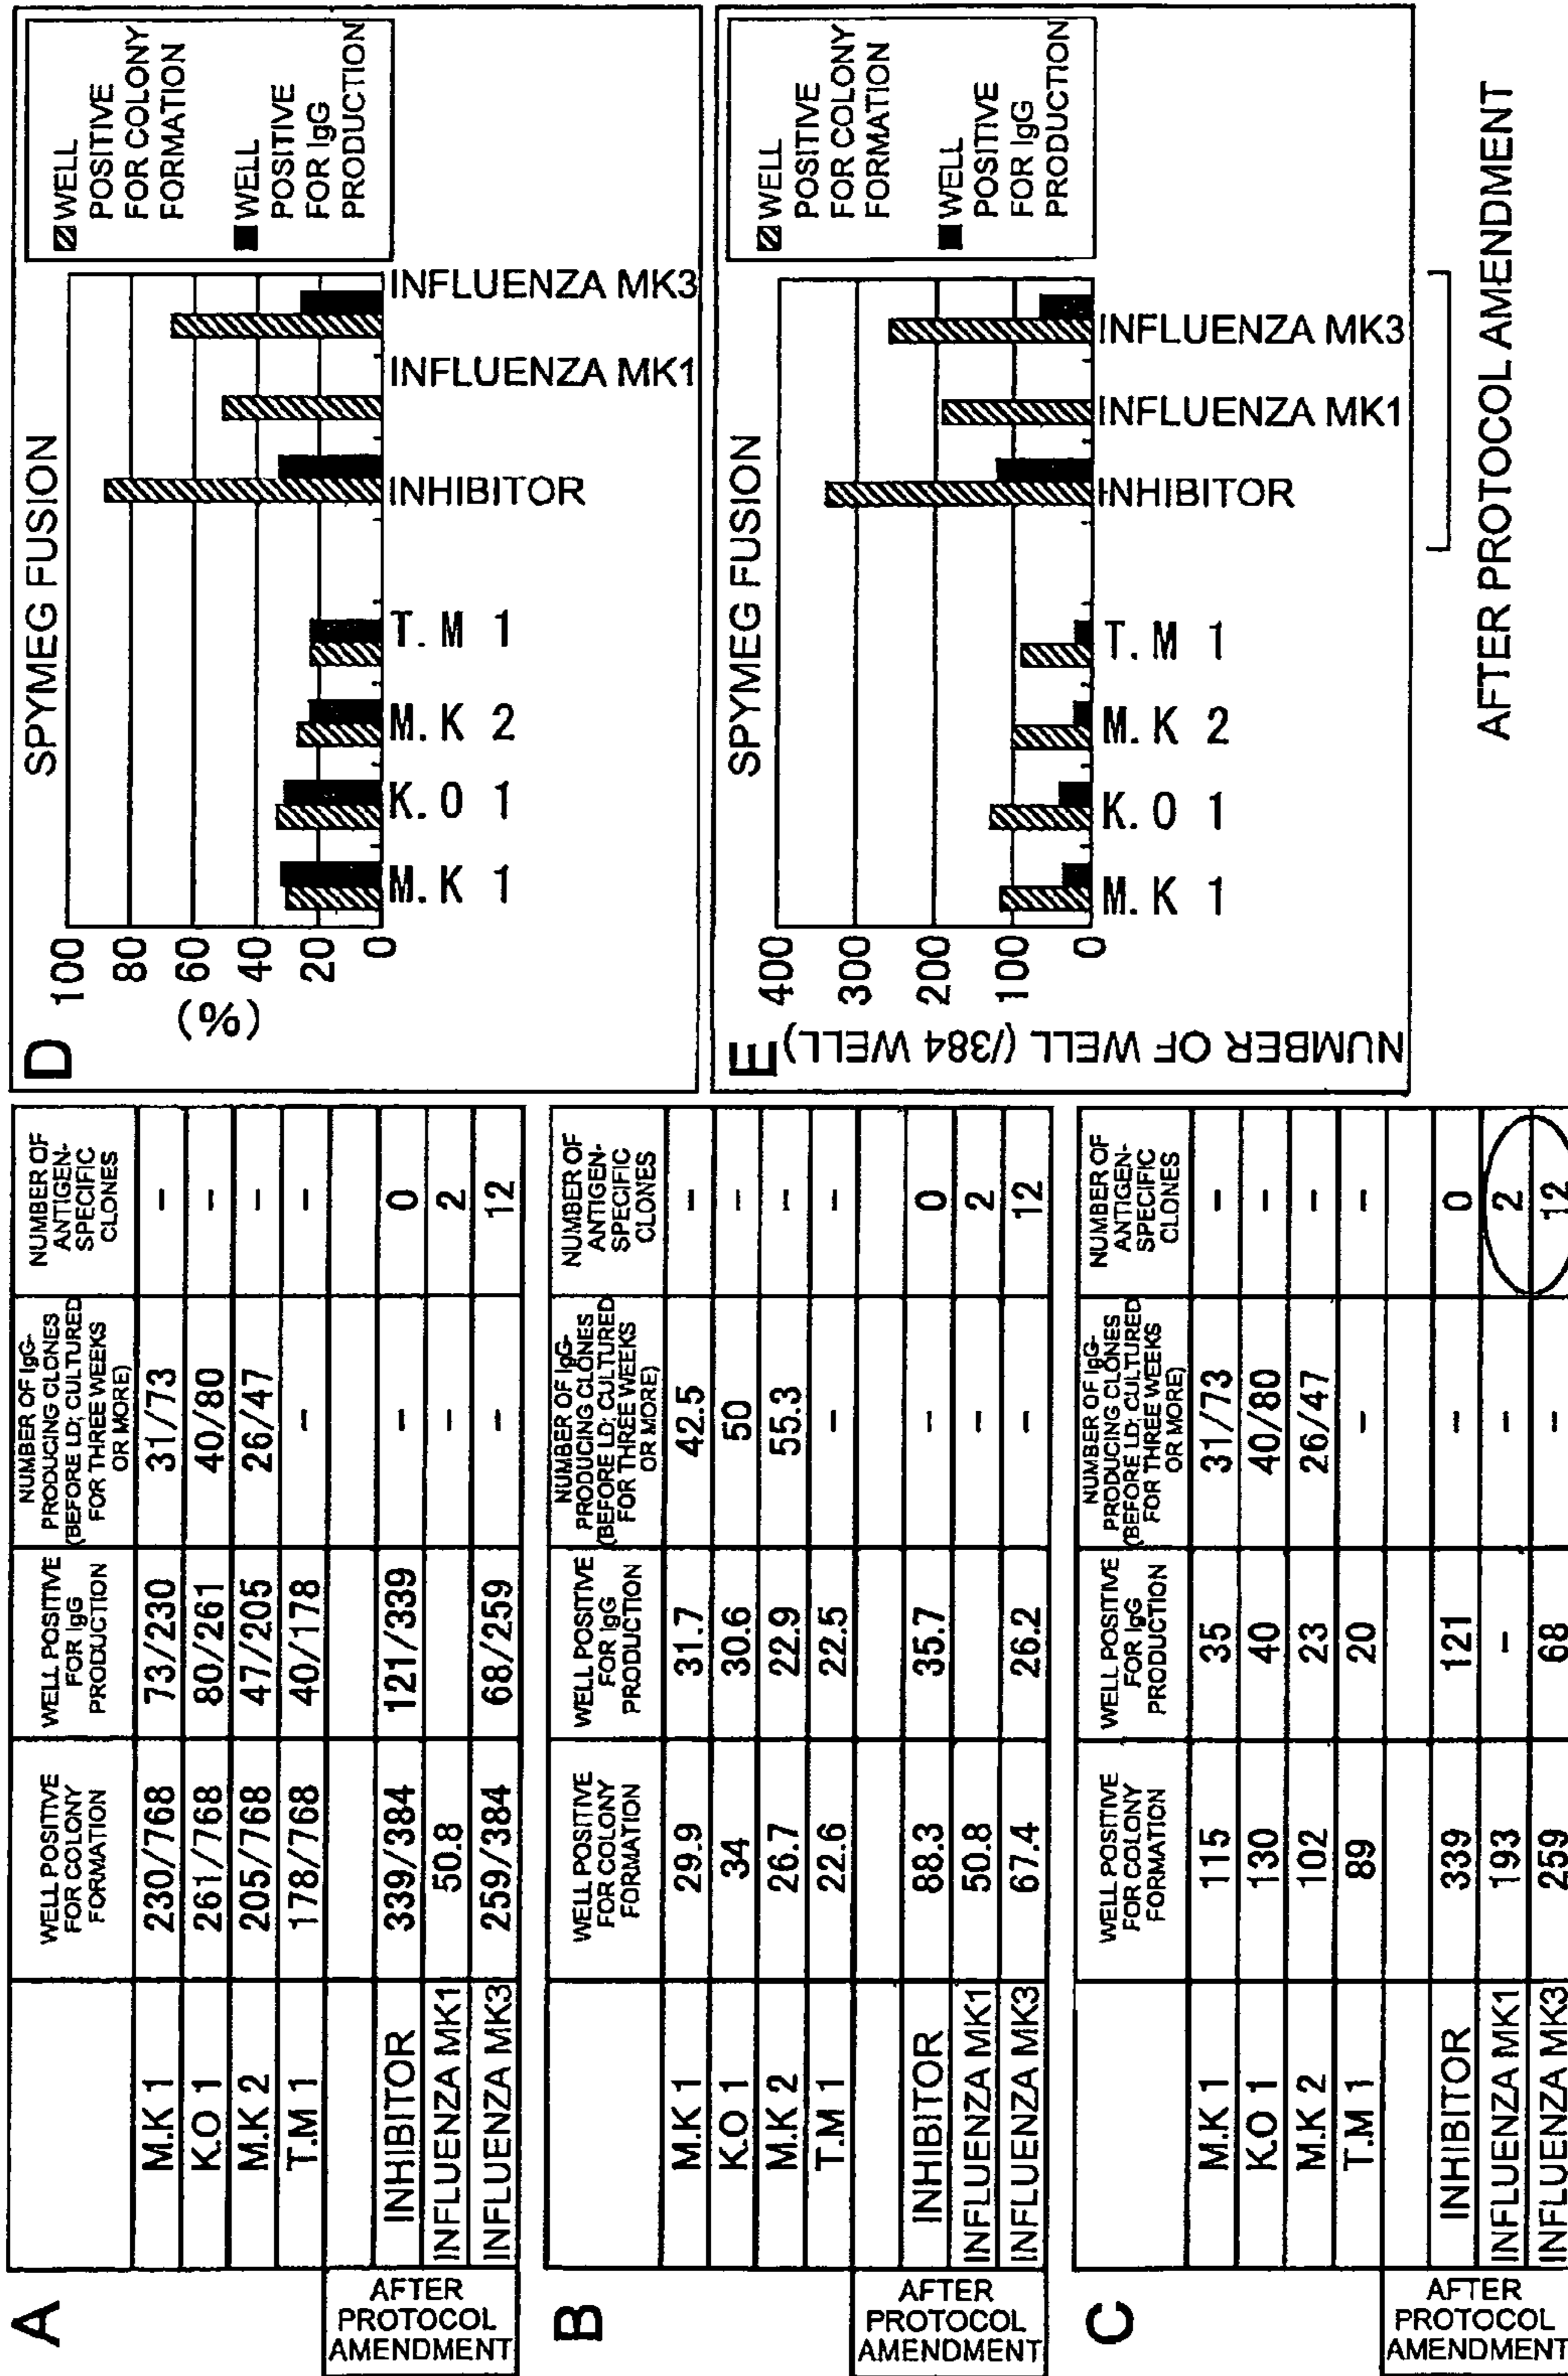 A
WELL POSITIVE FOR COLONY FORMATION
WELL POSITIVE FOR IgG PRODUCTION
NUMBER OF IgG-PRODUCING CLONES (BEFORE LD; CULTURED FOR THREE WEEKS OR MORE)
NUMBER OF ANTIGEN-SPECIFIC CLONES
M.K 1 230/768 73/230 31/73 -
K.O 1 261/768 80/261 40/80 -
M.K 2 205/768 47/205 26/47 -
T.M 1 178/768 40/178 - -
AFTER PROTOCOL AMENDMENT
INHIBITOR 339/384 121/339 - 0
INFLUENZA MK1 50.8 - 2
INFLUENZA MK3 259/384 68/259 - 12
B
WELL POSITIVE FOR COLONY FORMATION
WELL POSITIVE FOR IgG PRODUCTION
NUMBER OF IgG-PRODUCING CLONES (BEFORE LD; CULTURED FOR THREE WEEKS OR MORE)
NUMBER OF ANTIGEN-SPECIFIC CLONES
M.K 1 29.9 31.7 42.5 -
K.O 1 34 30.6 50 -
M.K 2 26.7 22.9 55.3 -
T.M 1 22.6 22.5 - -
AFTER PROTOCOL AMENDMENT
INHIBITOR 88.3 35.7 - 0
INFLUENZA MK1 50.8 - 2
INFLUENZA MK3 67.4 26.2 - 12
C
WELL POSITIVE FOR COLONY FORMATION
WELL POSITIVE FOR IgG PRODUCTION
NUMBER OF IgG-PRODUCING CLONES (BEFORE LD; CULTURED FOR THREE WEEKS OR MORE)
NUMBER OF ANTIGEN-SPECIFIC CLONES
M.K 1 115 35 31/73 -
K.O 1 130 40 40/80 -
M.K 2 102 23 26/47 -
T.M 1 89 20 - -
AFTER PROTOCOL AMENDMENT
INHIBITOR 339 121 - 0
INFLUENZA MK1 193 - - 2
INFLUENZA MK3 259 68 - 12
D
SPYMEG FUSION
(%)
100
80
60
40
20
0
M.K 1
K.O 1
M.K 2
T.M 1
INHIBITOR
INFLUENZA MK1
INFLUENZA MK3
WELL
POSITIVE
FOR COLONY
FORMATION
WELL
POSITIVE
FOR IgG
PRODUCTION
E
SPYMEG FUSION
NUMBER OF WELL (/384 WELL)
400
300
200
100
0
M.K 1
K.O 1
M.K 2
T.M 1
INHIBITOR
INFLUENZA MK1
INFLUENZA MK3
WELL
POSITIVE
FOR COLONY
FORMATION
WELL
POSITIVE
FOR IgG
PRODUCTION
AFTER PROTOCOL AMENDMENT